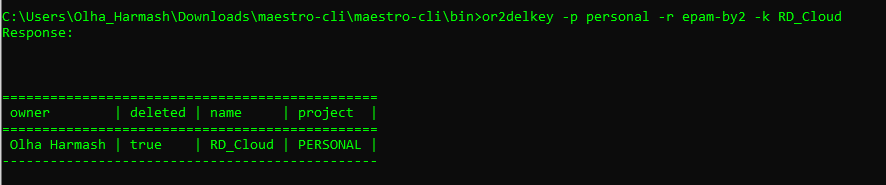 C:\Users\Olha_Harmash\Downloads\maestro-cli\maestro-cli\bin>or2delkey -p personal -r epam-by2 -k RD_Cloud
Response:
===============================================
owner | deleted | name | project |
===============================================
Olha Harmash | true | RD_Cloud | PERSONAL |
-----------------------------------------------